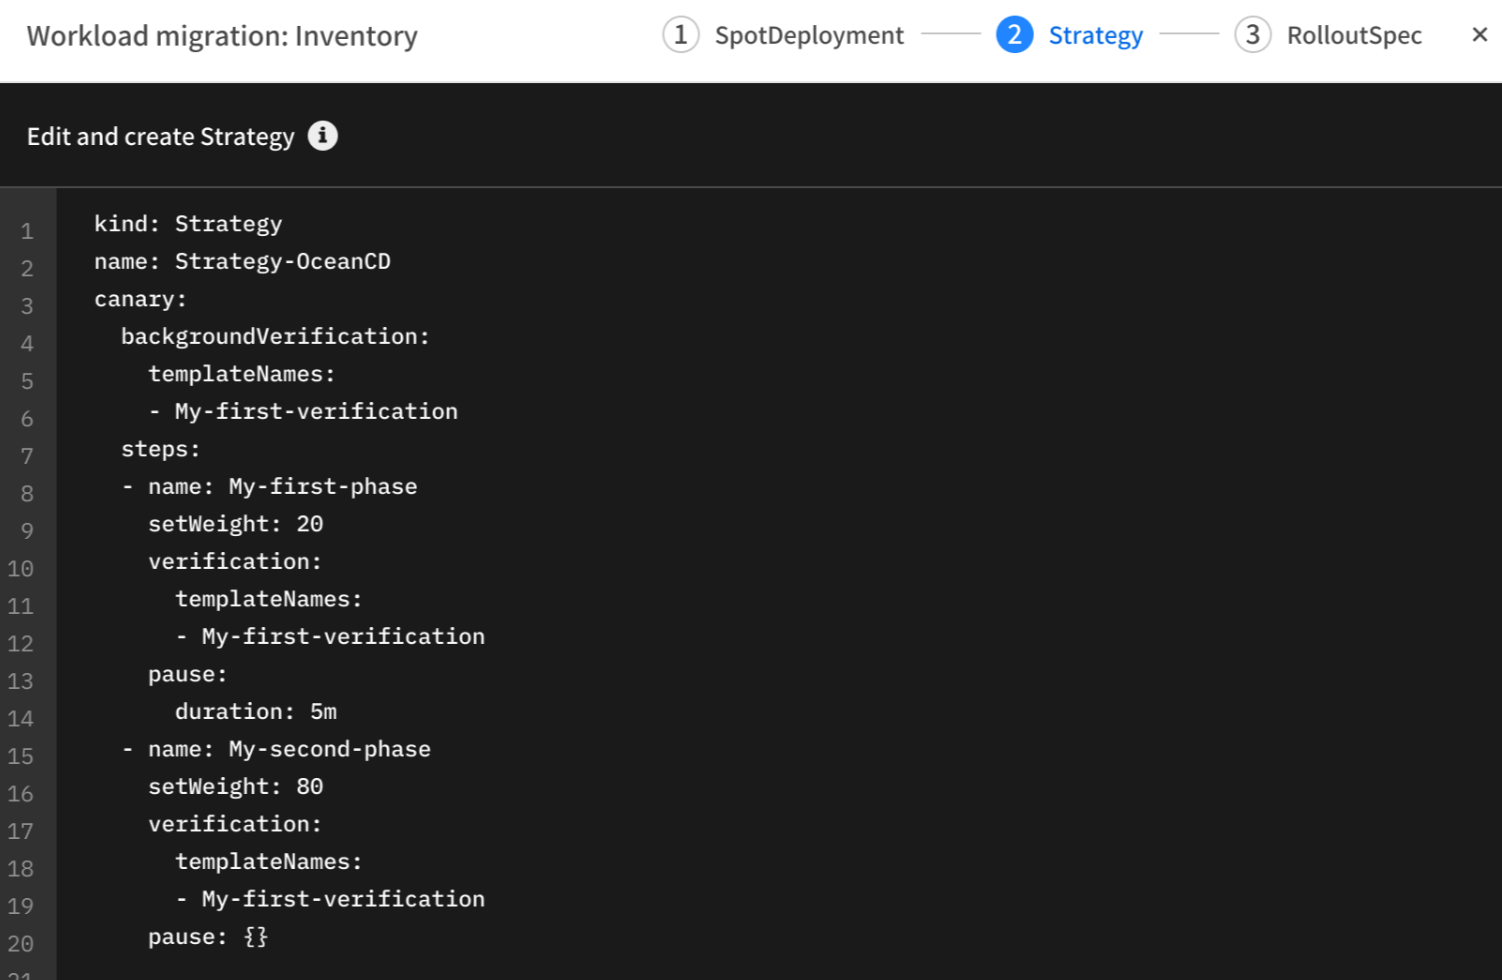 Workload migration: Inventory
1 SpotDeployment 2 Strategy 3 RolloutSpec ×
Edit and create Strategy i
1 kind: Strategy
2 name: Strategy-OceanCD
3 canary:
4   backgroundVerification:
5     templateNames:
6     - My-first-verification
7   steps:
8   - name: My-first-phase
9     setWeight: 20
10     verification:
11       templateNames:
12       - My-first-verification
13     pause:
14       duration: 5m
15   - name: My-second-phase
16     setWeight: 80
17     verification:
18       templateNames:
19       - My-first-verification
20     pause: {}
21